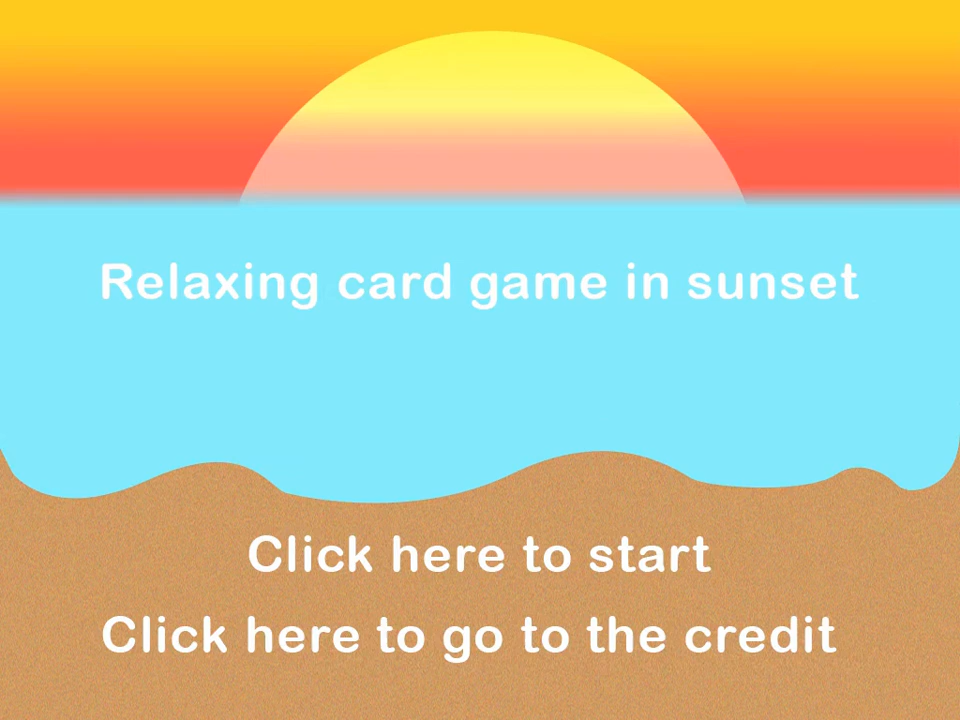 Relaxing card game in sunset
Click here to start
Click here to go to the credit